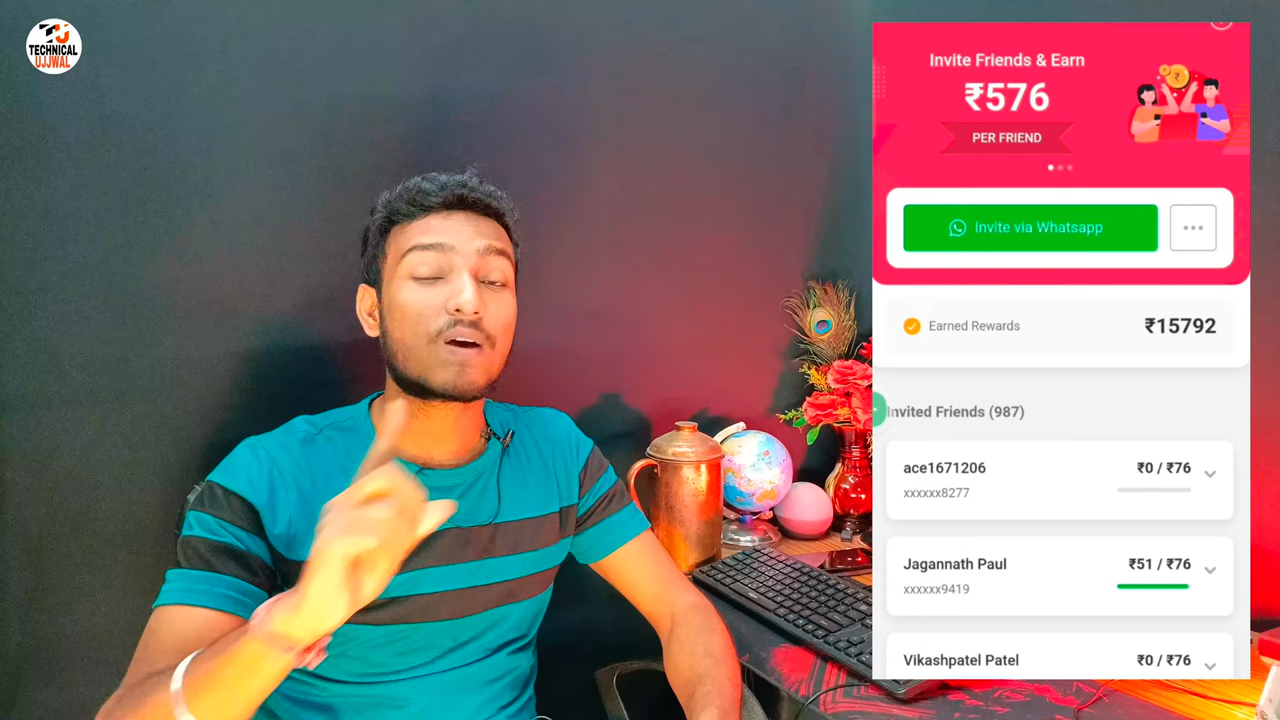 TECHNICAL
UJJWAL
Invite Friends & Earn
₹576
PER FRIEND
Invite via Whatsapp
Earned Rewards ₹15792
Invited Friends (987)
ace1671206 ₹0 / ₹76
xxxxxx8277
Jagannath Paul ₹51 / ₹76
xxxxxx9419
Vikashpatel Patel ₹0 / ₹76